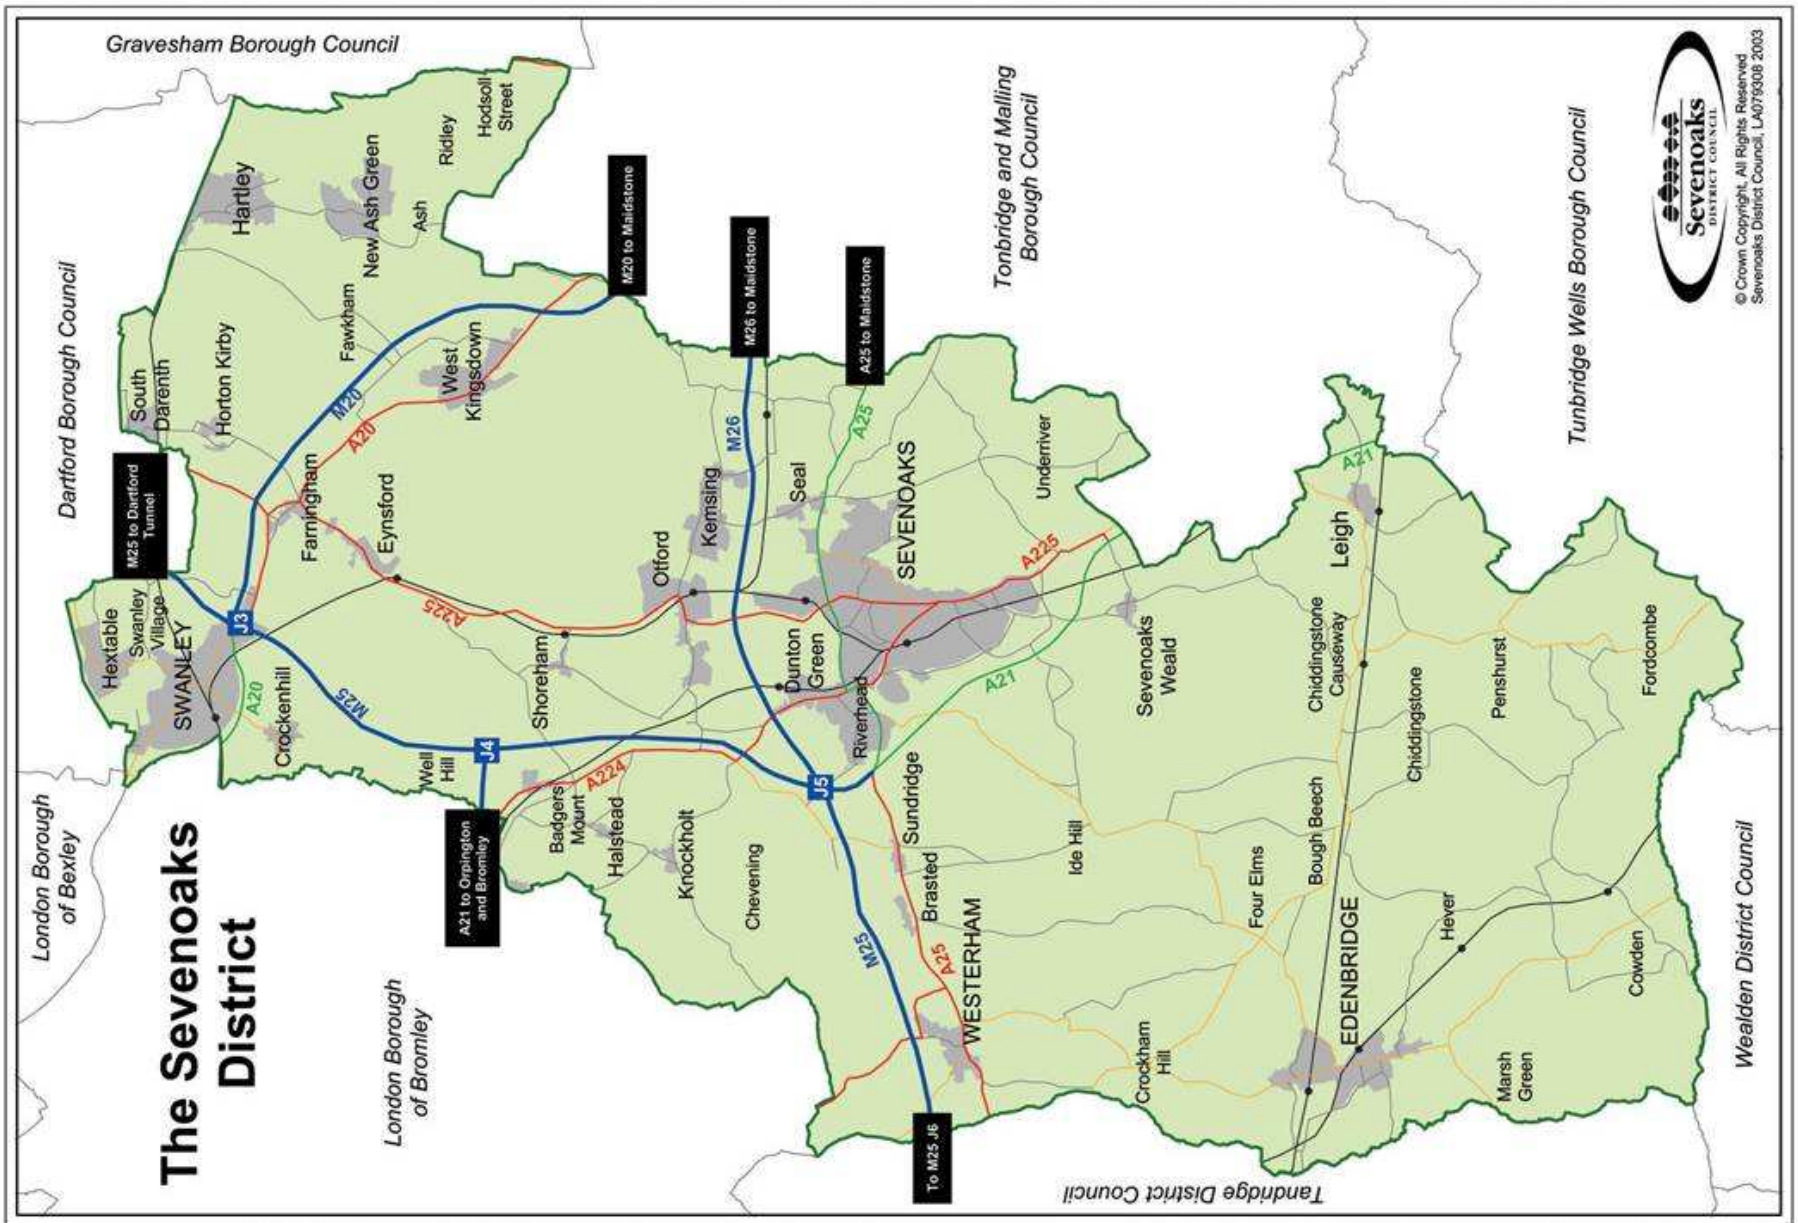 The Sevenoaks
District
London Borough
of Bexley
Dartford Borough Council
Gravesham Borough Council
London Borough
of Bromley
Tonbridge and Malling
Borough Council
Tunbridge Wells Borough Council
Wealden District Council
Tandridge District Council
M25 to Dartford
Tunnel
M20 to Maidstone
M26 to Maidstone
A25 to Maidstone
A21 to Orpington
and Bromley
To M25 J6
Hextable
Swanley
Village
SWANLEY
J3
A20
Crockenhill
M25
South
Darenth
Horton Kirby
Hartley
Fawkham
New Ash Green
Ash
Ridley
Hodsoll
Street
M20
A20
West
Kingsdown
Farningham
Eynsford
A225
Well
Hill
J4
Shoreham
Badgers
Mount
A224
Halstead
Knockholt
Chevening
Otford
Kemsing
M26
Seal
A25
Dunton
Green
J5
Riverhead
SEVENOAKS
Underriver
A225
A21
Sundridge
Brasted
M25
A25
WESTERHAM
Ide Hill
Sevenoaks
Weald
Crockham
Hill
Four Elms
Bough Beech
Chiddingstone
Causeway
Leigh
A21
EDENBRIDGE
Chiddingstone
Hever
Penshurst
Marsh
Green
Cowden
Fordcombe
Sevenoaks
DISTRICT COUNCIL
© Crown Copyright, All Rights Reserved
Sevenoaks District Council, LA079308 2003